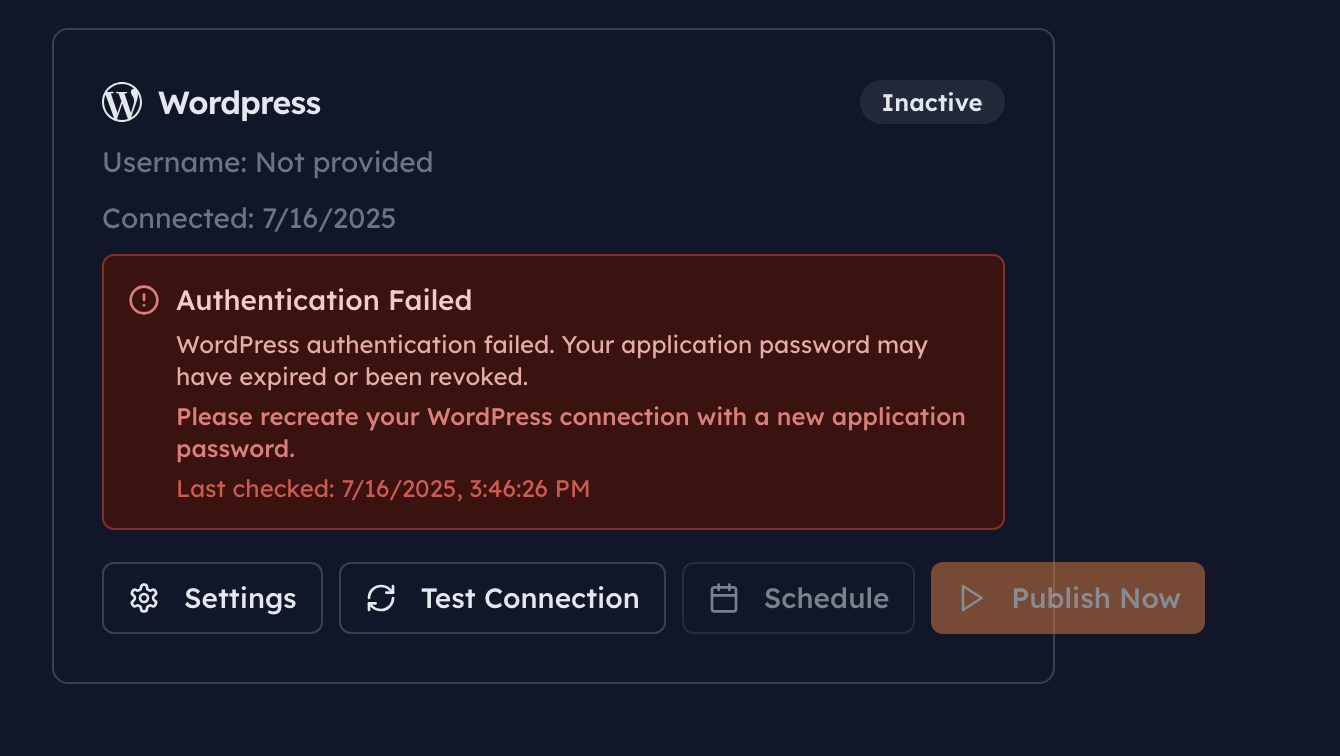 Wordpress
Inactive
Username: Not provided
Connected: 7/16/2025
Authentication Failed
WordPress authentication failed. Your application password may
have expired or been revoked.
Please recreate your WordPress connection with a new application
password.
Last checked: 7/16/2025, 3:46:26 PM
Settings
Test Connection
Schedule
Publish Now